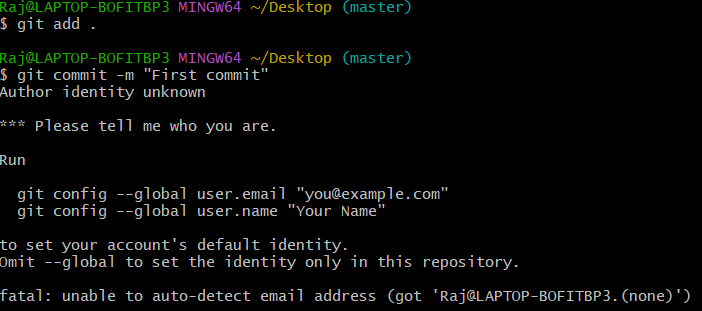 Raj@LAPTOP-BOFITBP3 MINGW64 ~/Desktop (master)
$ git add .
Raj@LAPTOP-BOFITBP3 MINGW64 ~/Desktop (master)
$ git commit -m "First commit"
Author identity unknown
*** Please tell me who you are.
Run
git config --global user.email "you@example.com"
git config --global user.name "Your Name"
to set your account's default identity.
Omit --global to set the identity only in this repository.
fatal: unable to auto-detect email address (got 'Raj@LAPTOP-BOFITBP3.(none)')